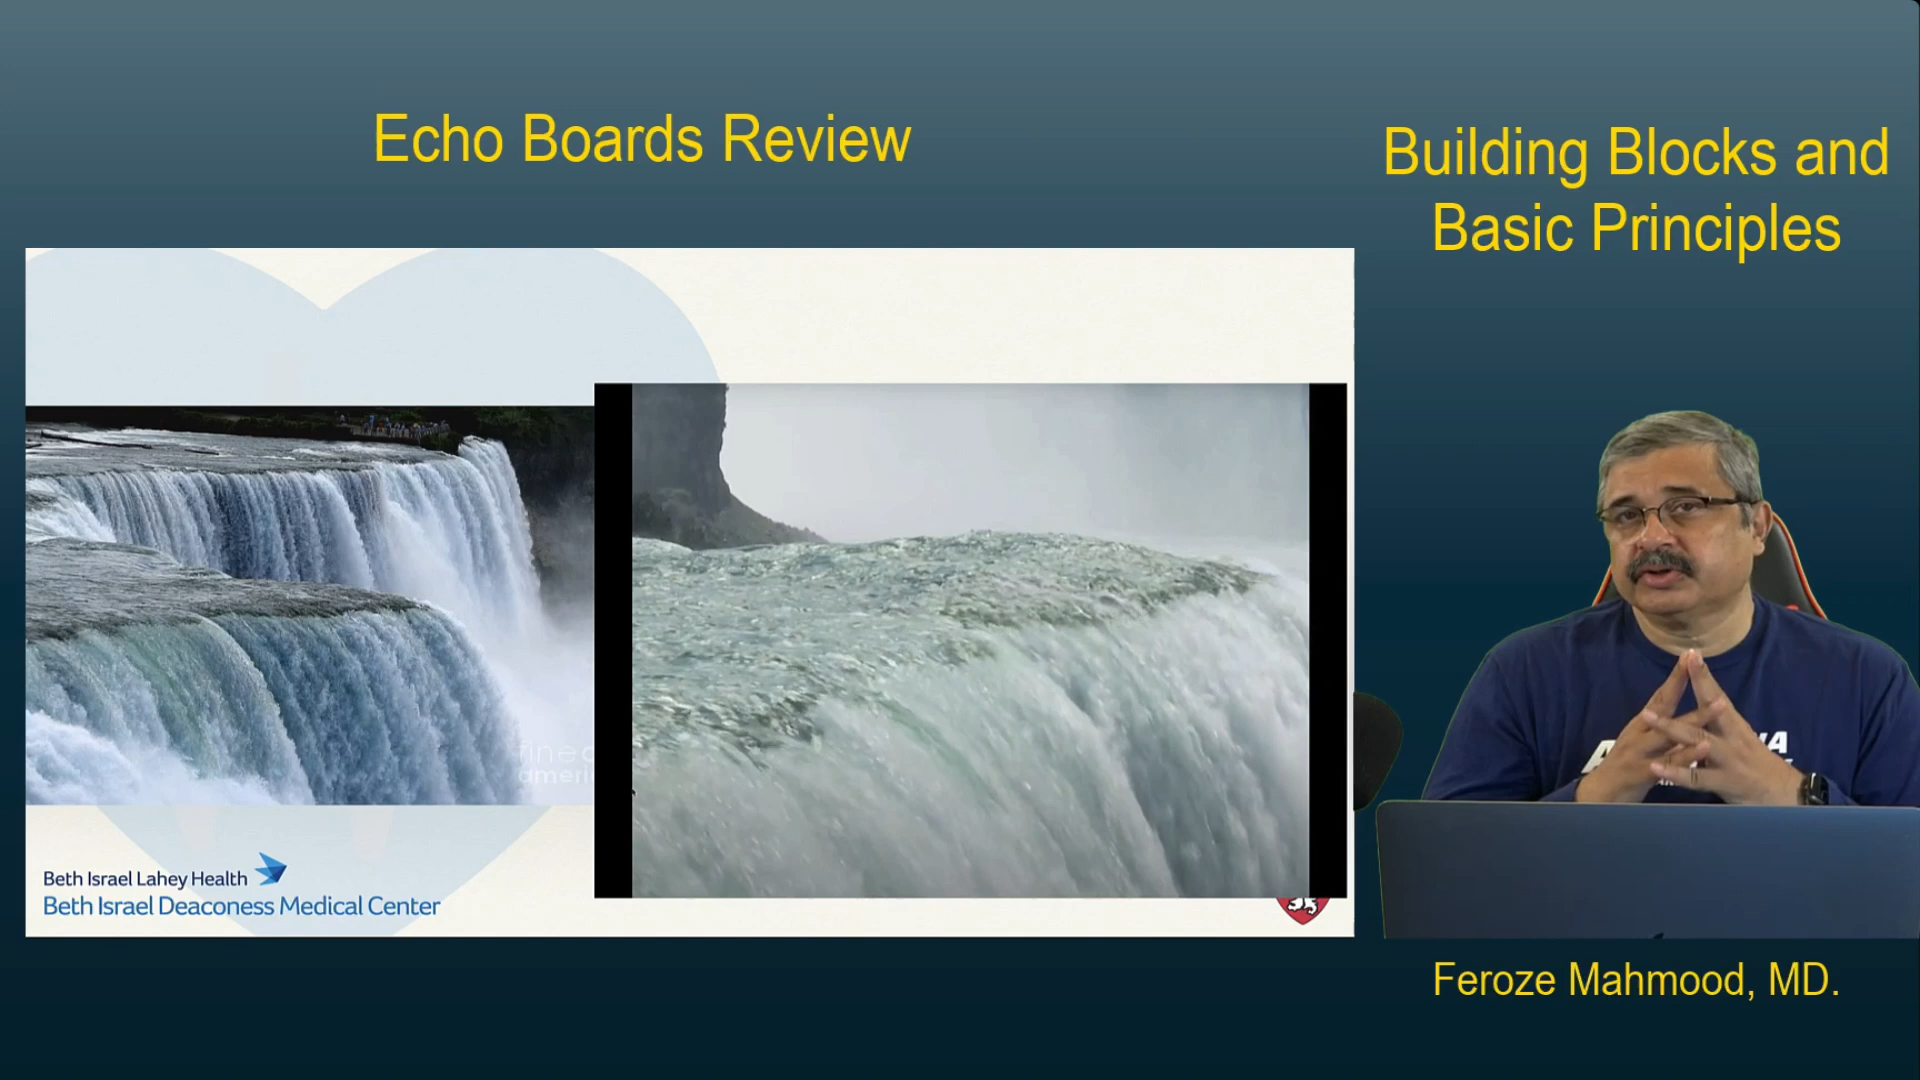 Echo Boards Review
Building Blocks and
Basic Principles
Beth Israel Lahey Health
Beth Israel Deaconess Medical Center
Feroze Mahmood, MD.